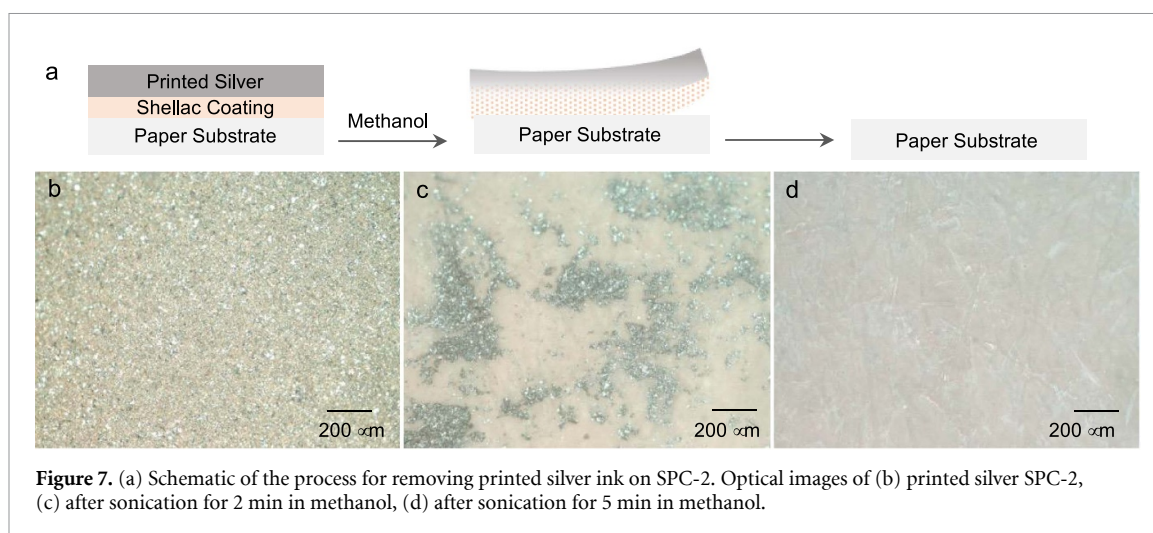 a
Printed Silver
Shellac Coating
Paper Substrate
Methanol
Paper Substrate
Paper Substrate
b
200 ∝m
c
200 ∝m
d
200 ∝m
Figure 7. (a) Schematic of the process for removing printed silver ink on SPC-2. Optical images of (b) printed silver SPC-2,
(c) after sonication for 2 min in methanol, (d) after sonication for 5 min in methanol.